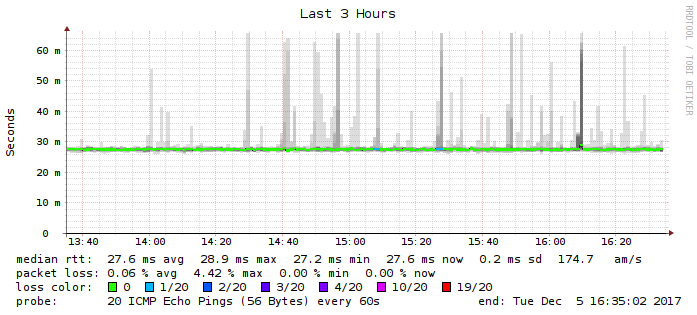 Last 3 Hours
RRDTOOL / TOBI OETIKER
Seconds
60 m
50 m
40 m
30 m
20 m
10 m
0
13:40 14:00 14:20 14:40 15:00 15:20 15:40 16:00 16:20
median rtt: 27.6 ms avg 28.9 ms max 27.2 ms min 27.6 ms now 0.2 ms sd 174.7 am/s
packet loss: 0.06 % avg 4.42 % max 0.00 % min 0.00 % now
loss color: 0 1/20 2/20 3/20 4/20 10/20 19/20
probe: 20 ICMP Echo Pings (56 Bytes) every 60s end: Tue Dec 5 16:35:02 2017